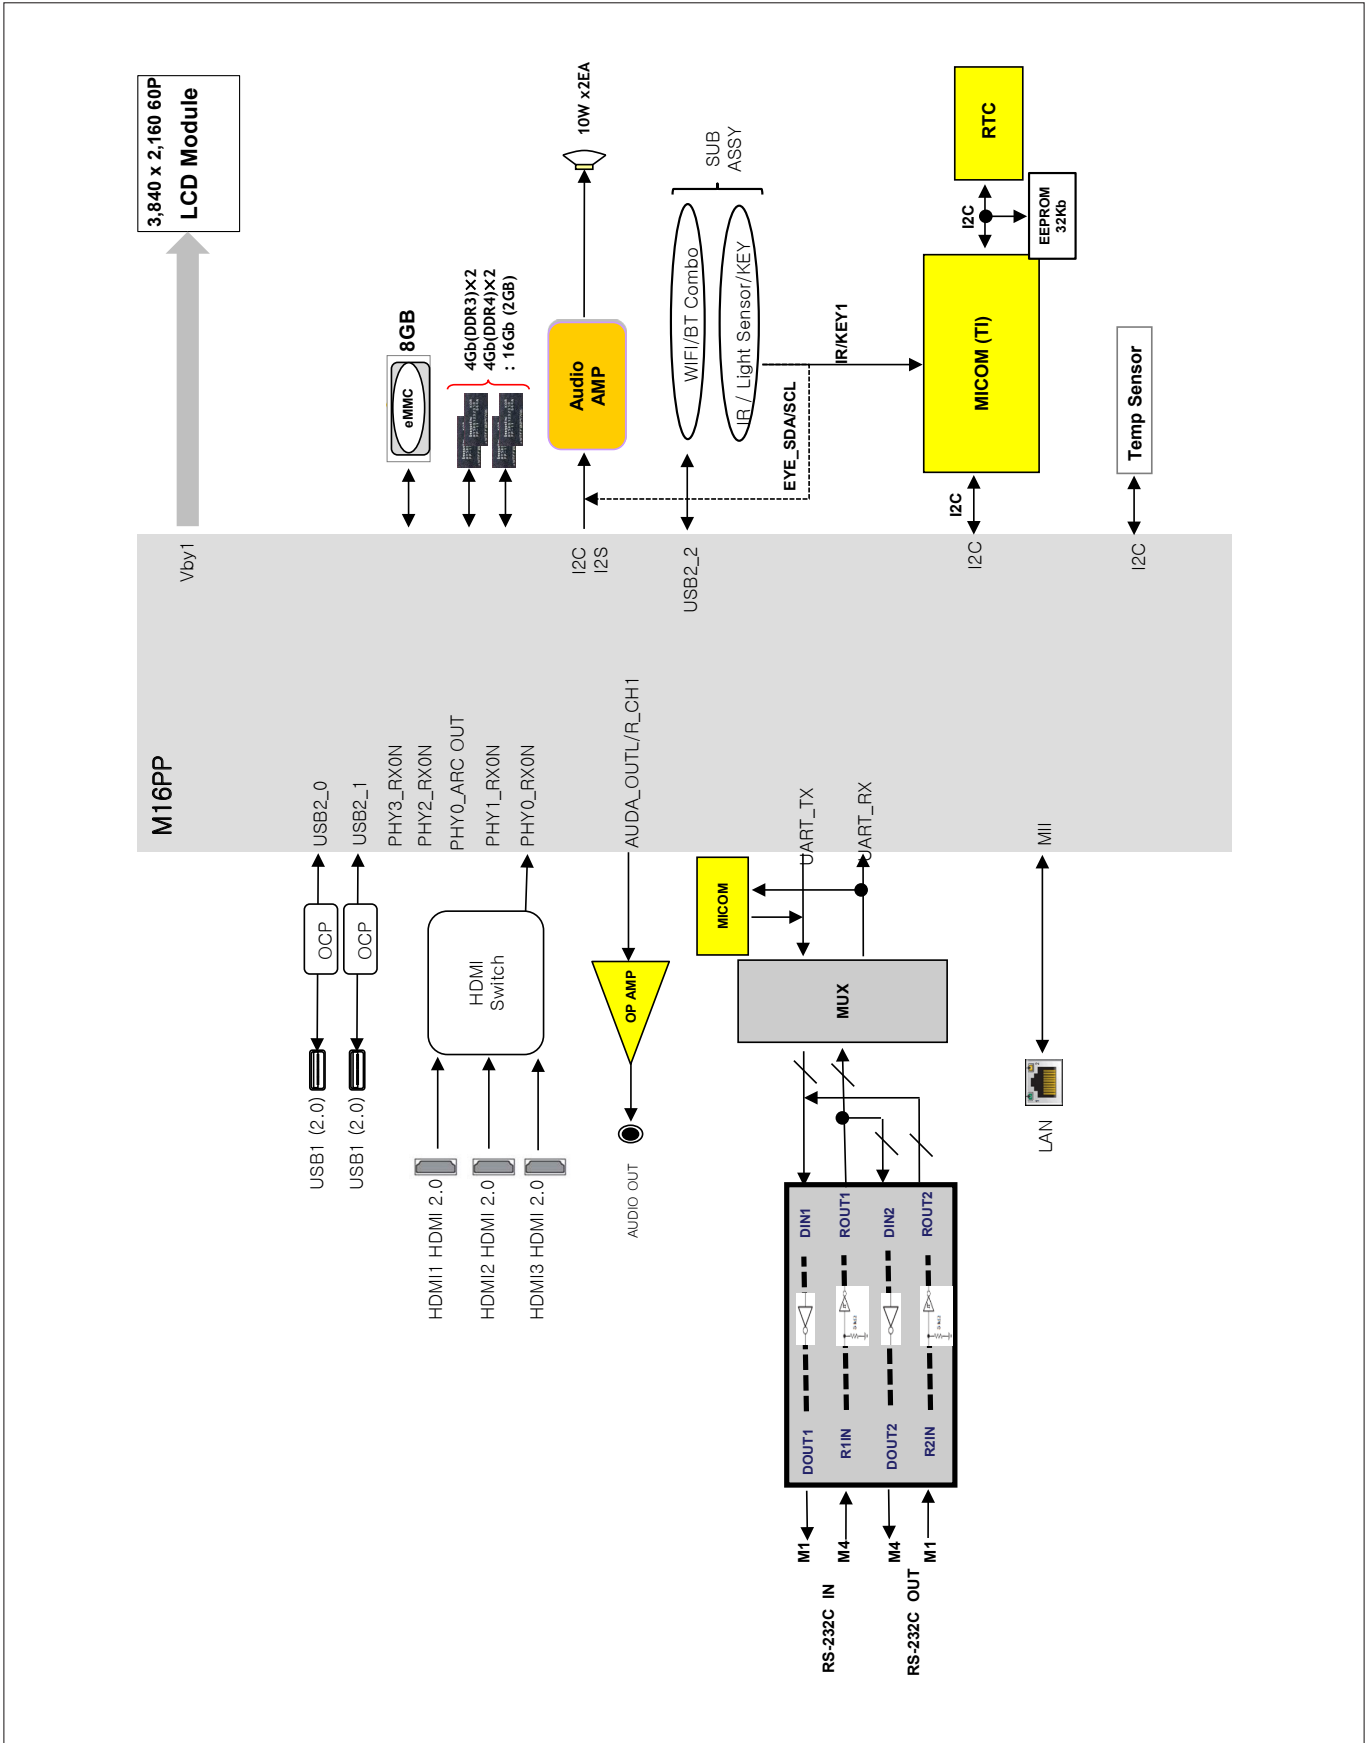 3,840 x 2,160 60P
LCD Module
Vby1
eMMC
8GB
4Gb(DDR3)X2
4Gb(DDR4)X2
: 16Gb (2GB)
Audio
AMP
10W x2EA
I2C
I2S
WIFI/BT Combo
IR / Light Sensor/KEY
SUB
ASSY
USB2_2
EYE_SDA/SCL
IR/KEY1
MICOM (TI)
I2C
I2C
I2C
RTC
EEPROM
32Kb
Temp Sensor
I2C
M16PP
USB2_0
USB2_1
PHY3_RX0N
PHY2_RX0N
PHY0_ARC OUT
PHY1_RX0N
PHY0_RX0N
AUDA_OUTL/R_CH1
UART_TX
UART_RX
MII
OCP
OCP
USB1 (2.0)
USB1 (2.0)
HDMI
Switch
HDMI1 HDMI 2.0
HDMI2 HDMI 2.0
HDMI3 HDMI 2.0
OP AMP
AUDIO OUT
MICOM
MUX
LAN
DIN1
ROUT1
DIN2
ROUT2
DOUT1
R1IN
DOUT2
R2IN
M1
M4
M4
M1
RS-232C IN
RS-232C OUT